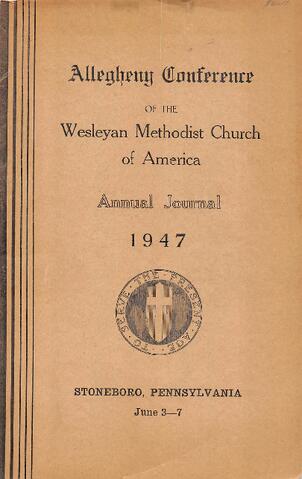 Allegheny Conference
OF THE
Wesleyan Methodist Church
of America
Annual Journal
1947
TO SERVE THE PRESENT AGE
STONEBORO, PENNSYLVANIA
June 3—7